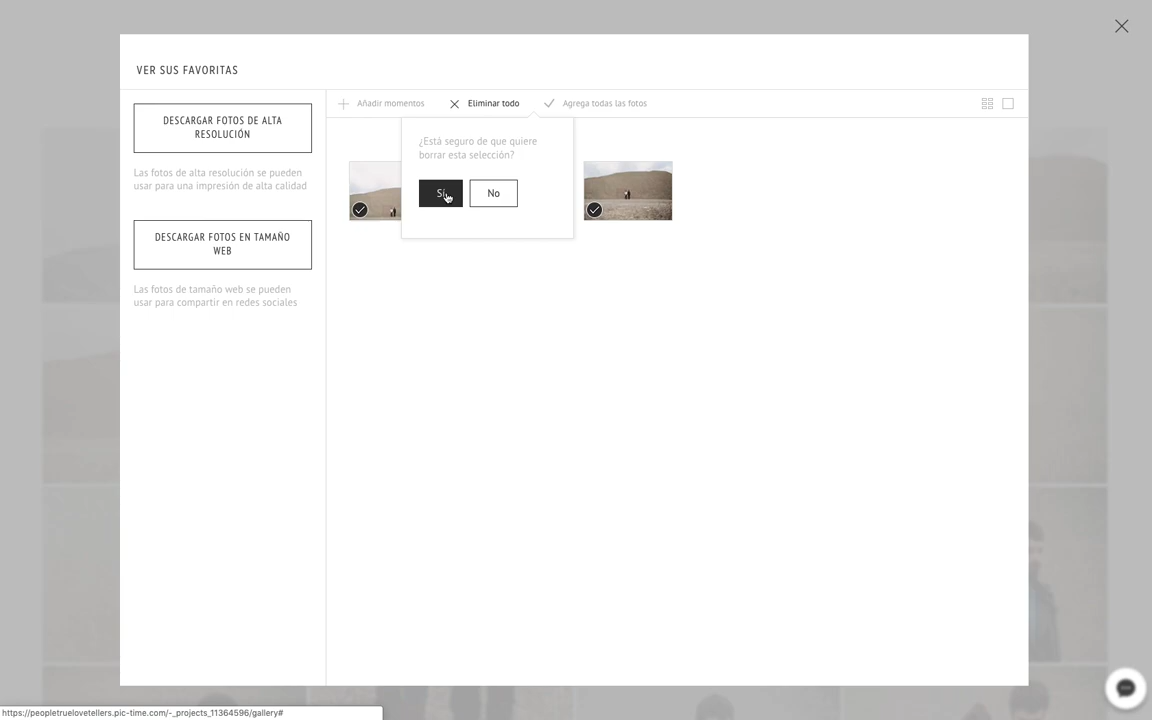 VER SUS FAVORITAS
DESCARGAR FOTOS DE ALTA
RESOLUCIÓN
Las fotos de alta resolución se pueden
usar para una impresión de alta calidad
DESCARGAR FOTOS EN TAMAÑO
WEB
Las fotos de tamaño web se pueden
usar para compartir en redes sociales
Añadir momentos
Eliminar todo
Agrega todas las fotos
¿Está seguro de que quiere
borrar esta selección?
Sí
No
https://peopletruelovetellers.pic-time.com/-_projects_11364596/gallery#